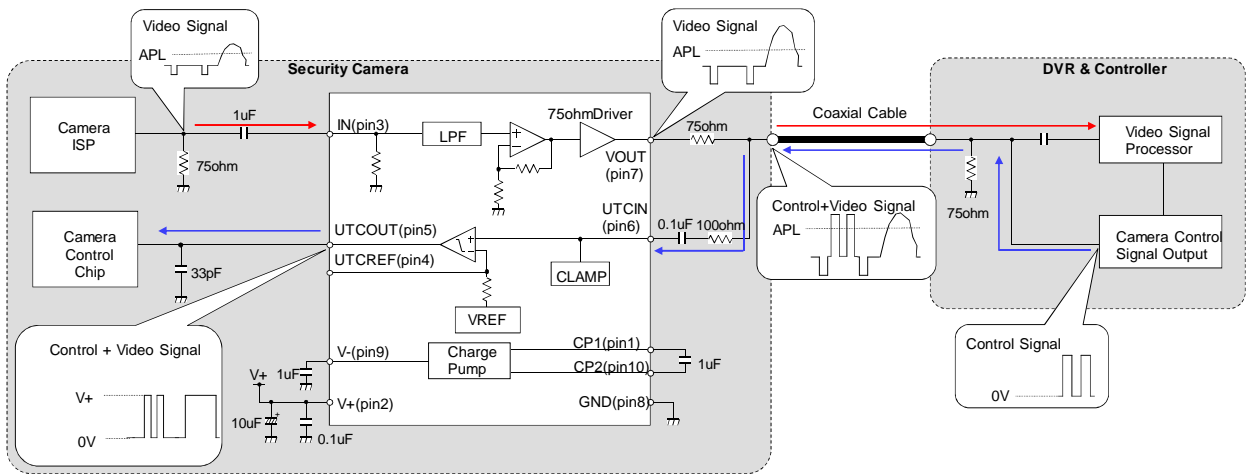 Video Signal
APL
Security Camera
Camera
ISP
1uF
75ohm
IN(pin3)
LPF
75ohmDriver
VOUT
(pin7)
Video Signal
APL
75ohm
Coaxial Cable
DVR & Controller
Video Signal
Processor
75ohm
Camera Control
Signal Output
Control+Video Signal
APL
UTCIN
(pin6)
0.1uF
100ohm
Camera
Control
Chip
33pF
UTCOUT(pin5)
UTCREF(pin4)
CLAMP
VREF
Control + Video Signal
V+
0V
V-(pin9)
1uF
Charge
Pump
CP1(pin1)
CP2(pin10)
1uF
V+
V+(pin2)
10uF
+
0.1uF
GND(pin8)
Control Signal
0V